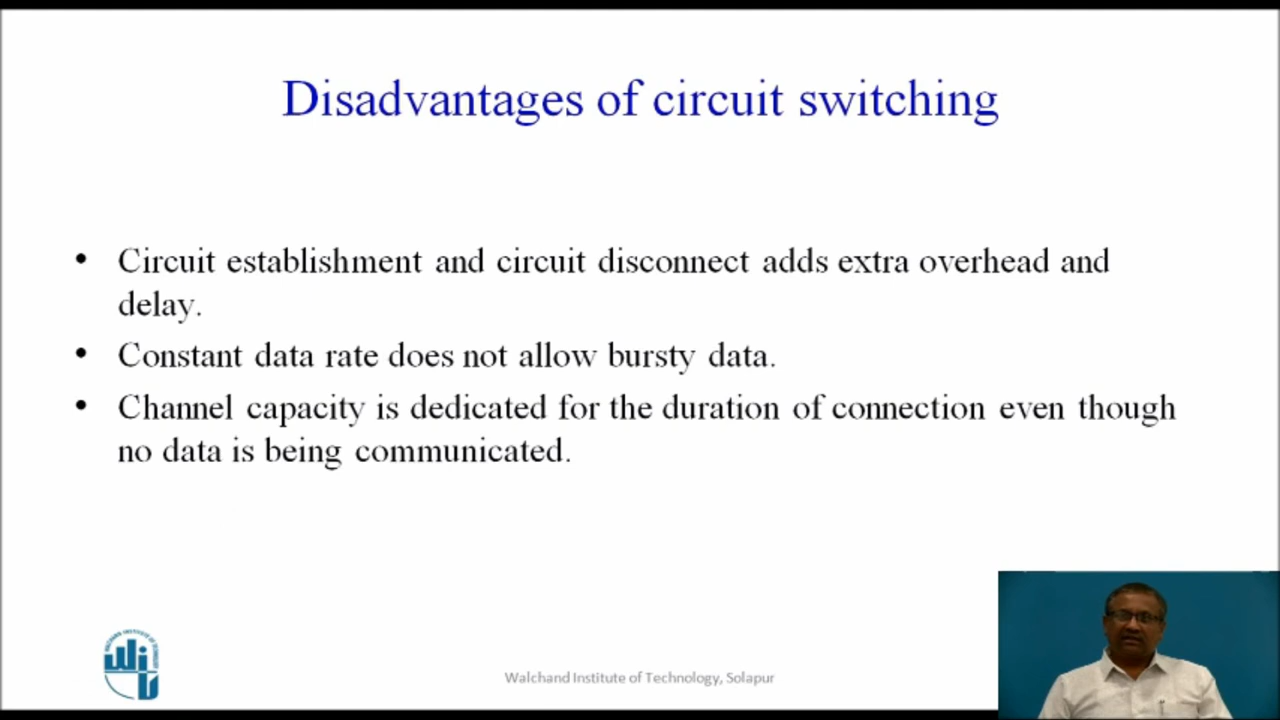 Disadvantages of circuit switching
• Circuit establishment and circuit disconnect adds extra overhead and
delay.
• Constant data rate does not allow bursty data.
• Channel capacity is dedicated for the duration of connection even though
no data is being communicated.
Walchand Institute of Technology, Solapur